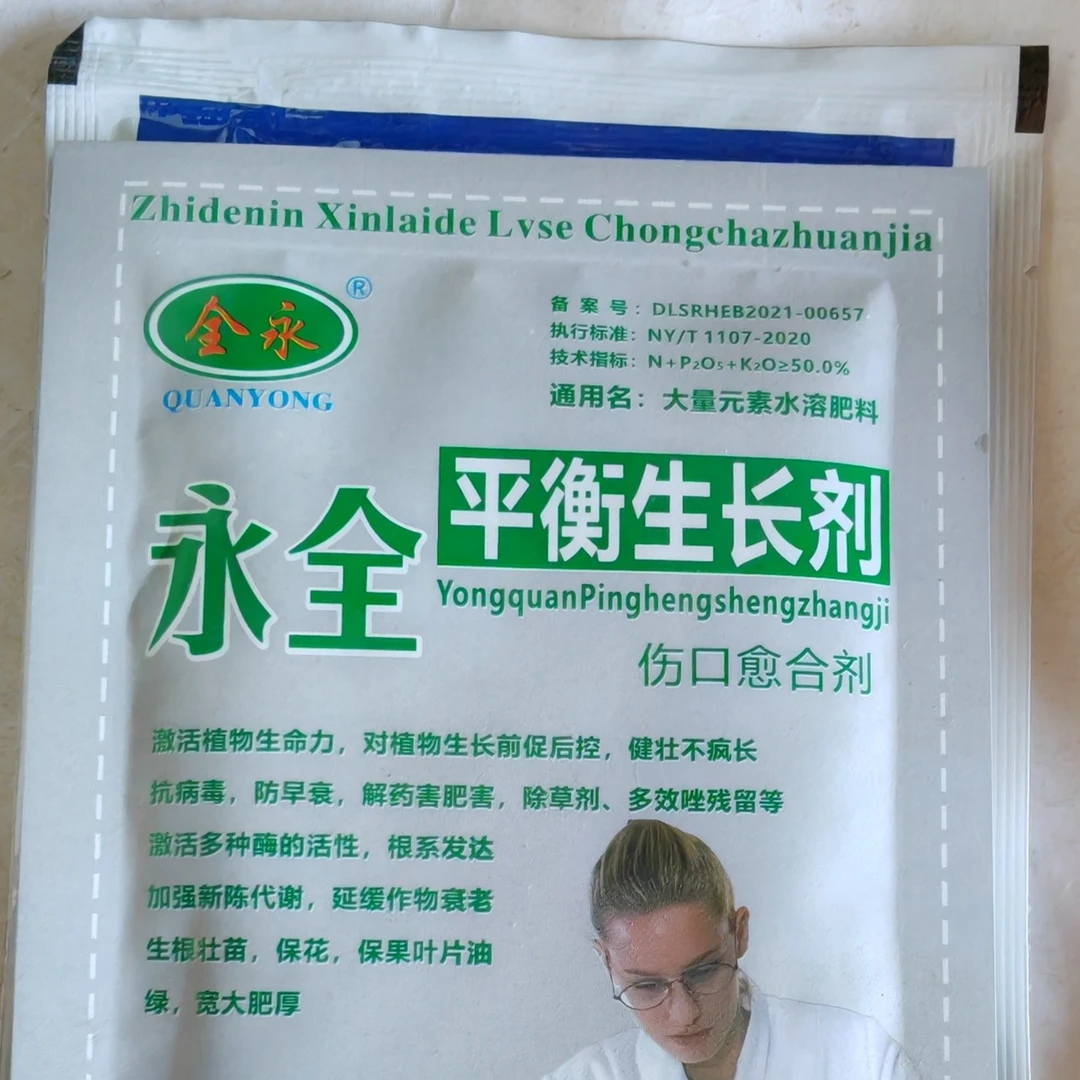 Zhidenin Xinlaide Lvse Chongchazhuanjia
全永
®
QUANYONG
备案号：DLSRHEB2021-00657
执行标准：NY/T 1107-2020
技术指标：N+P₂O₅+K₂O≥50.0%
通用名：大量元素水溶肥料
永全
平衡生长剂
YongquanPinghengshengzhangji
伤口愈合剂
激活植物生命力，对植物生长前促后控，健壮不疯长
抗病毒，防早衰，解药害肥害，除草剂、多效唑残留等
激活多种酶的活性，根系发达
加强新陈代谢，延缓作物衰老
生根壮苗，保花，保果叶片油
绿，宽大肥厚